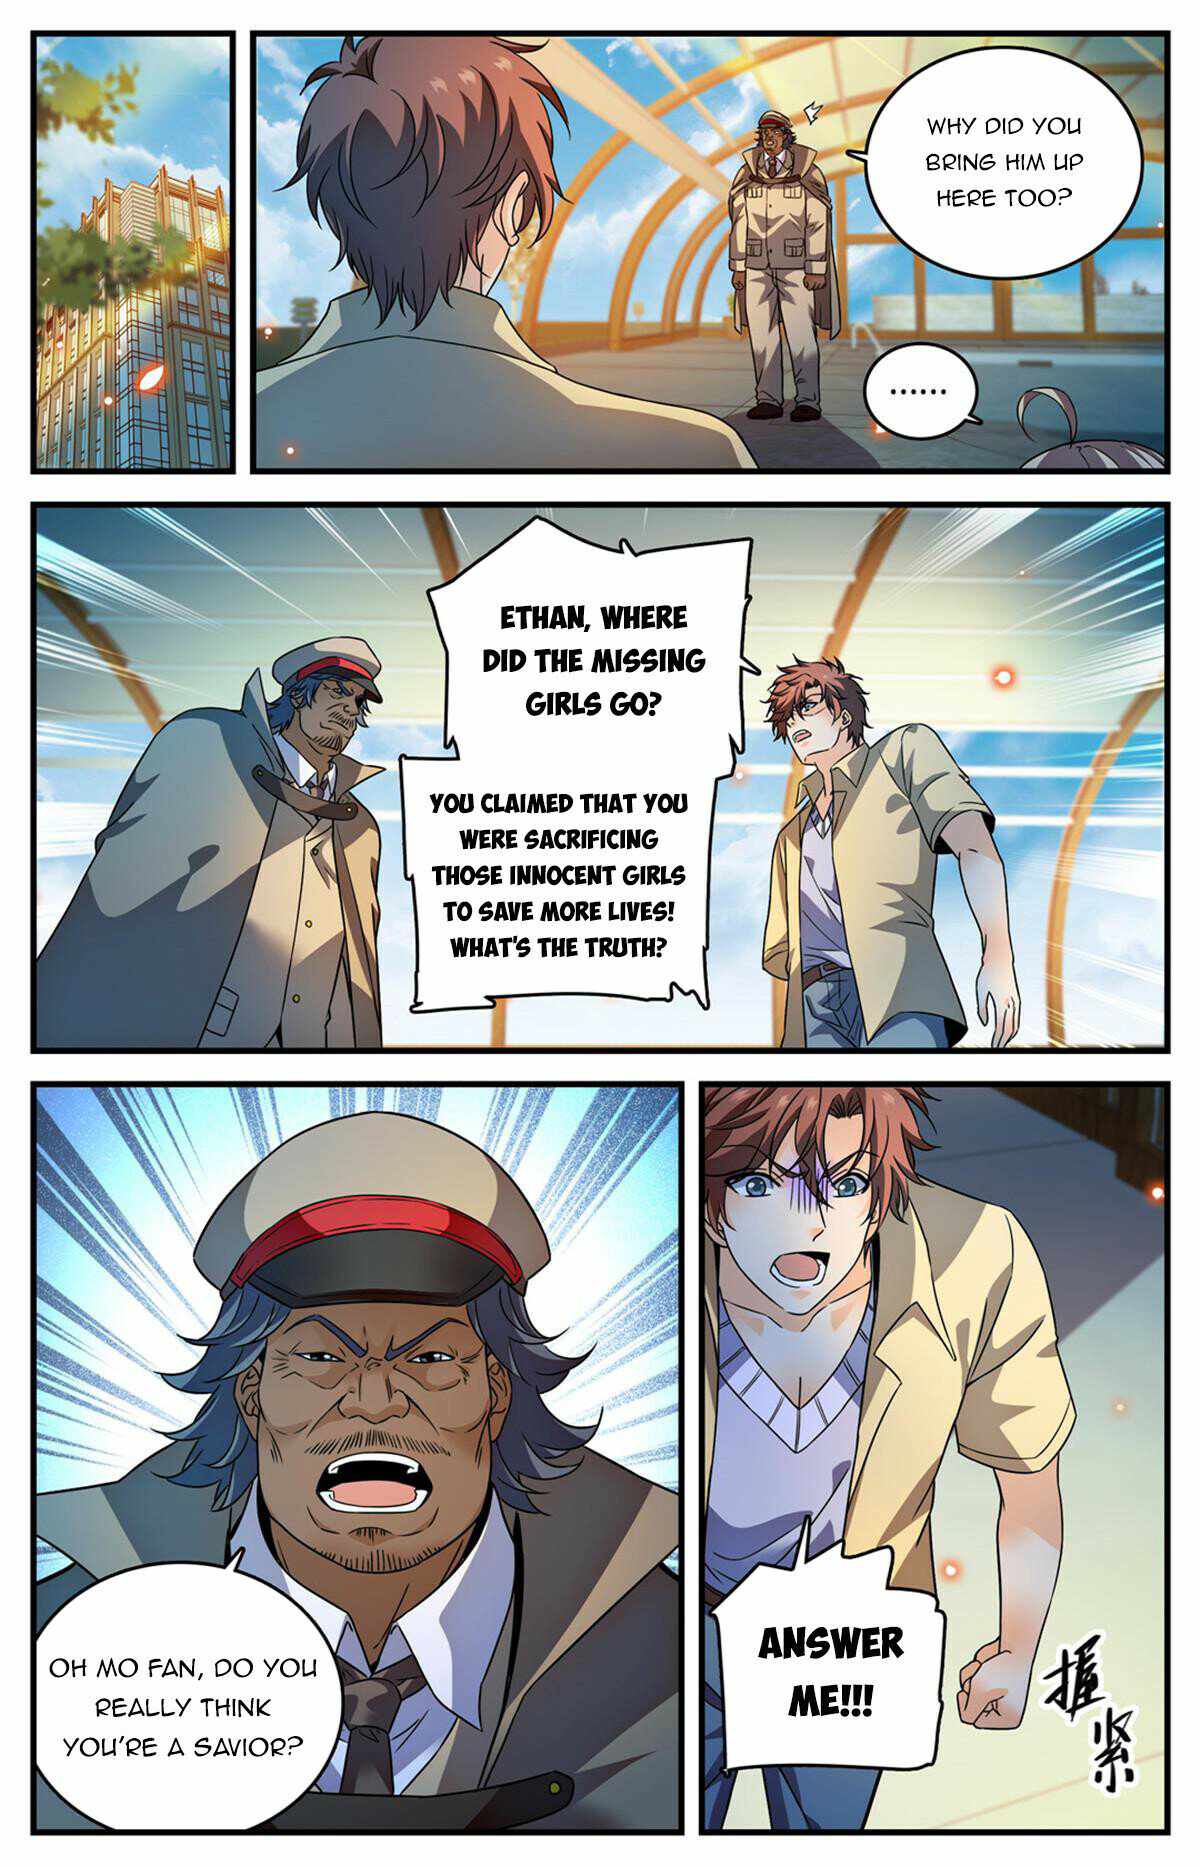 WHY DID YOU
BRING HIM UP
HERE TOO?
......
ETHAN, WHERE
DID THE MISSING
GIRLS GO?
YOU CLAIMED THAT YOU
WERE SACRIFICING
THOSE INNOCENT GIRLS
TO SAVE MORE LIVES!
WHAT'S THE TRUTH?
OH MO FAN, DO YOU
REALLY THINK
YOU'RE A SAVIOR?
ANSWER
ME!!!
握
紧